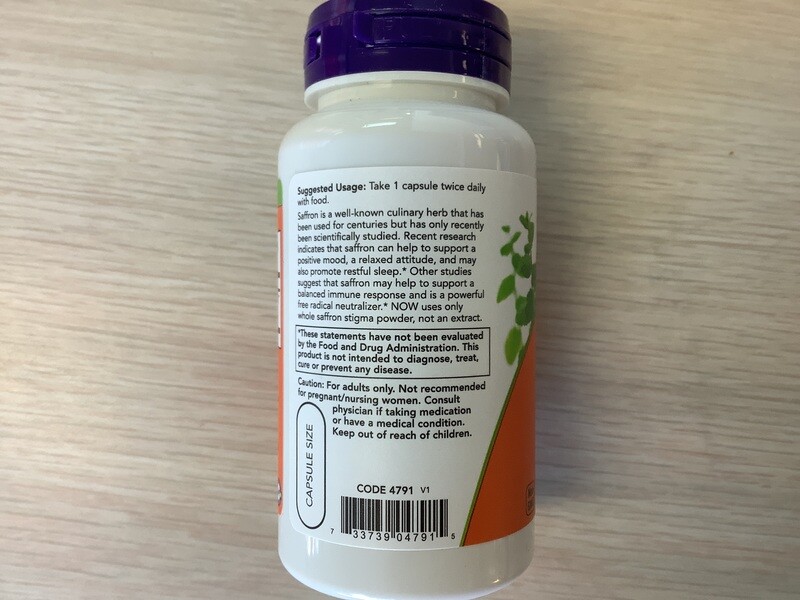 Suggested Usage: Take 1 capsule twice daily
with food.
Saffron is a well-known culinary herb that has
been used for centuries but has only recently
been scientifically studied. Recent research
indicates that saffron can help to support a
positive mood, a relaxed attitude, and may
also promote restful sleep.* Other studies
suggest that saffron may help to support a
balanced immune response and is a powerful
free radical neutralizer.* NOW uses only
whole saffron stigma powder, not an extract.
*These statements have not been evaluated
by the Food and Drug Administration. This
product is not intended to diagnose, treat,
cure or prevent any disease.
Caution: For adults only. Not recommended
for pregnant/nursing women. Consult
physician if taking medication
or have a medical condition.
Keep out of reach of children.
CAPSULE SIZE
CODE 4791 V1
7 33739 04791 5